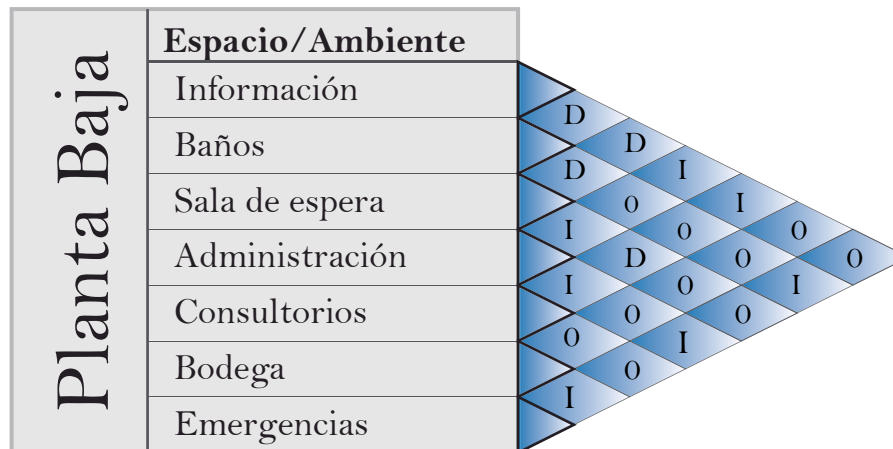 Planta Baja
Espacio/Ambiente
Información
D
Baños D
D I
Sala de espera 0 I
I 0 0
Administración D 0 0
I 0 I
Consultorios 0 0
0 I
Bodega 0
I
Emergencias